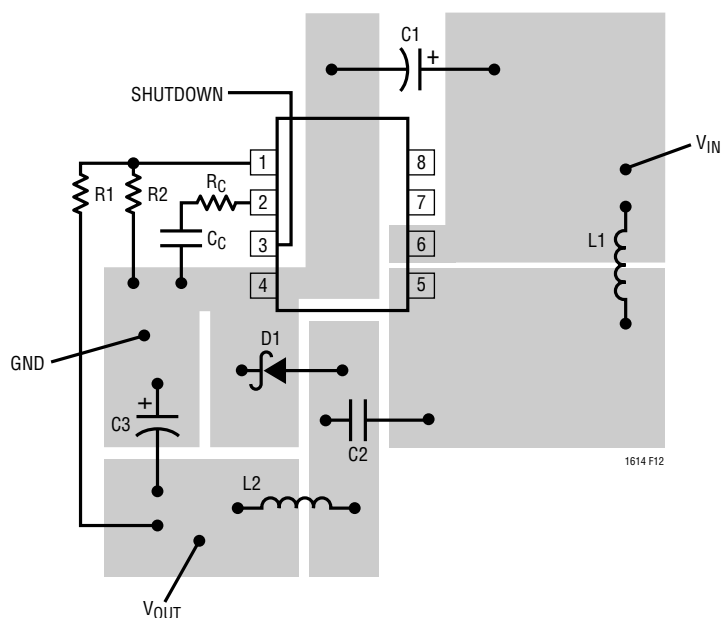 C1
+
SHUTDOWN
VIN
1
8
R1
R2
RC
2
7
CC
3
6
L1
4
5
GND
D1
+
C3
C2
1614 F12
L2
VOUT